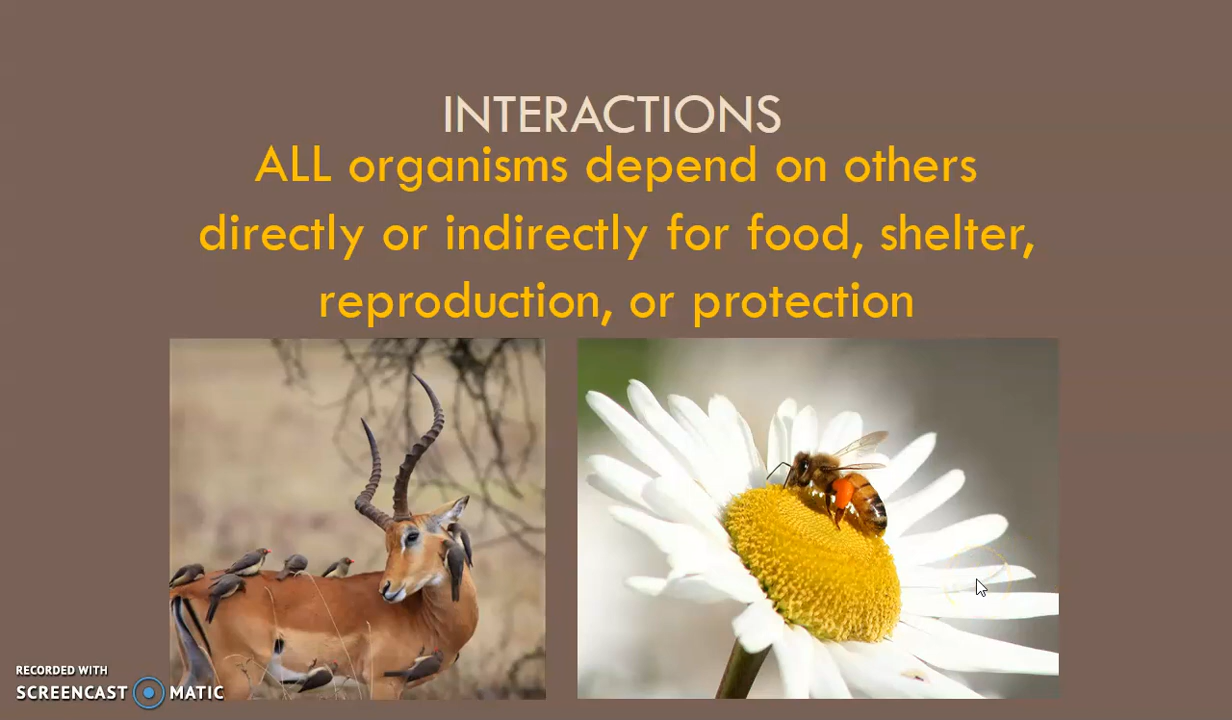 INTERACTIONS
ALL organisms depend on others
directly or indirectly for food, shelter,
reproduction, or protection
RECORDED WITH
SCREENCAST MATIC